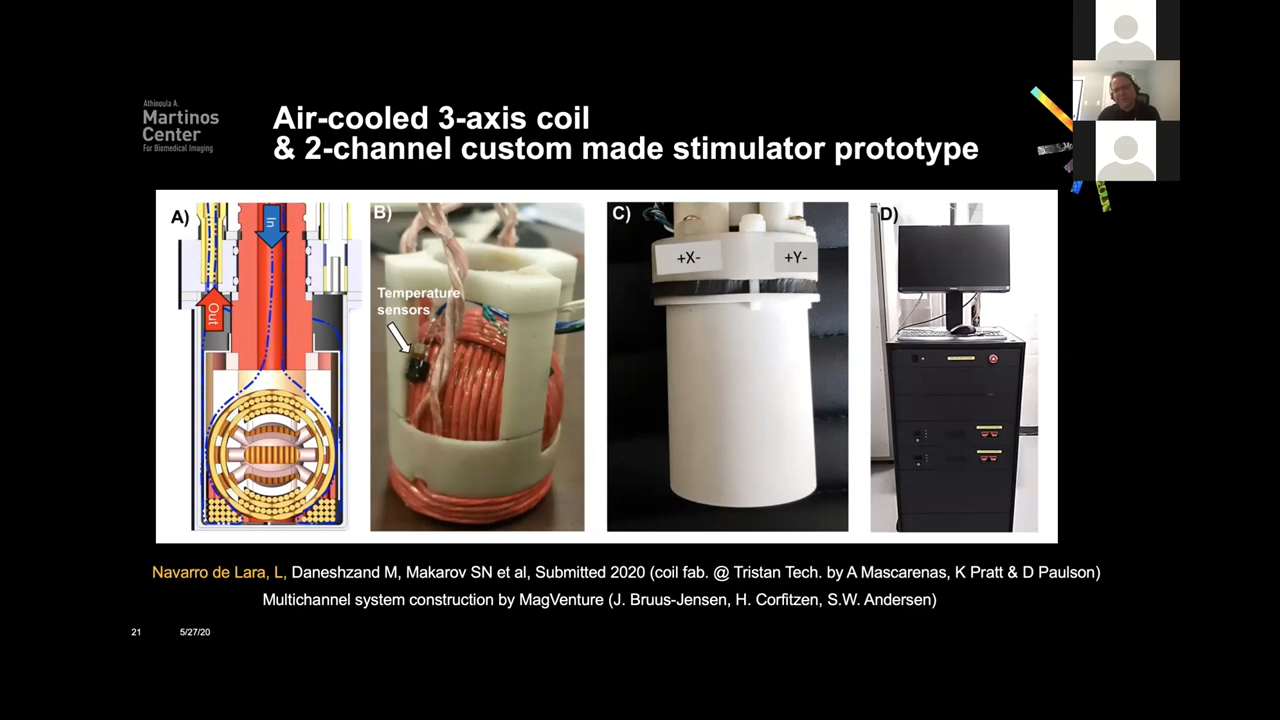 Athinoula A.
Martinos
Center
For Biomedical Imaging
Air-cooled 3-axis coil
& 2-channel custom made stimulator prototype
A)
In
Out
B)
Temperature
sensors
C)
+X-
+Y-
D)
Navarro de Lara, L, Daneshzand M, Makarov SN et al, Submitted 2020 (coil fab. @ Tristan Tech. by A Mascarenas, K Pratt & D Paulson)
Multichannel system construction by MagVenture (J. Bruus-Jensen, H. Corfitzen, S.W. Andersen)
21
5/27/20